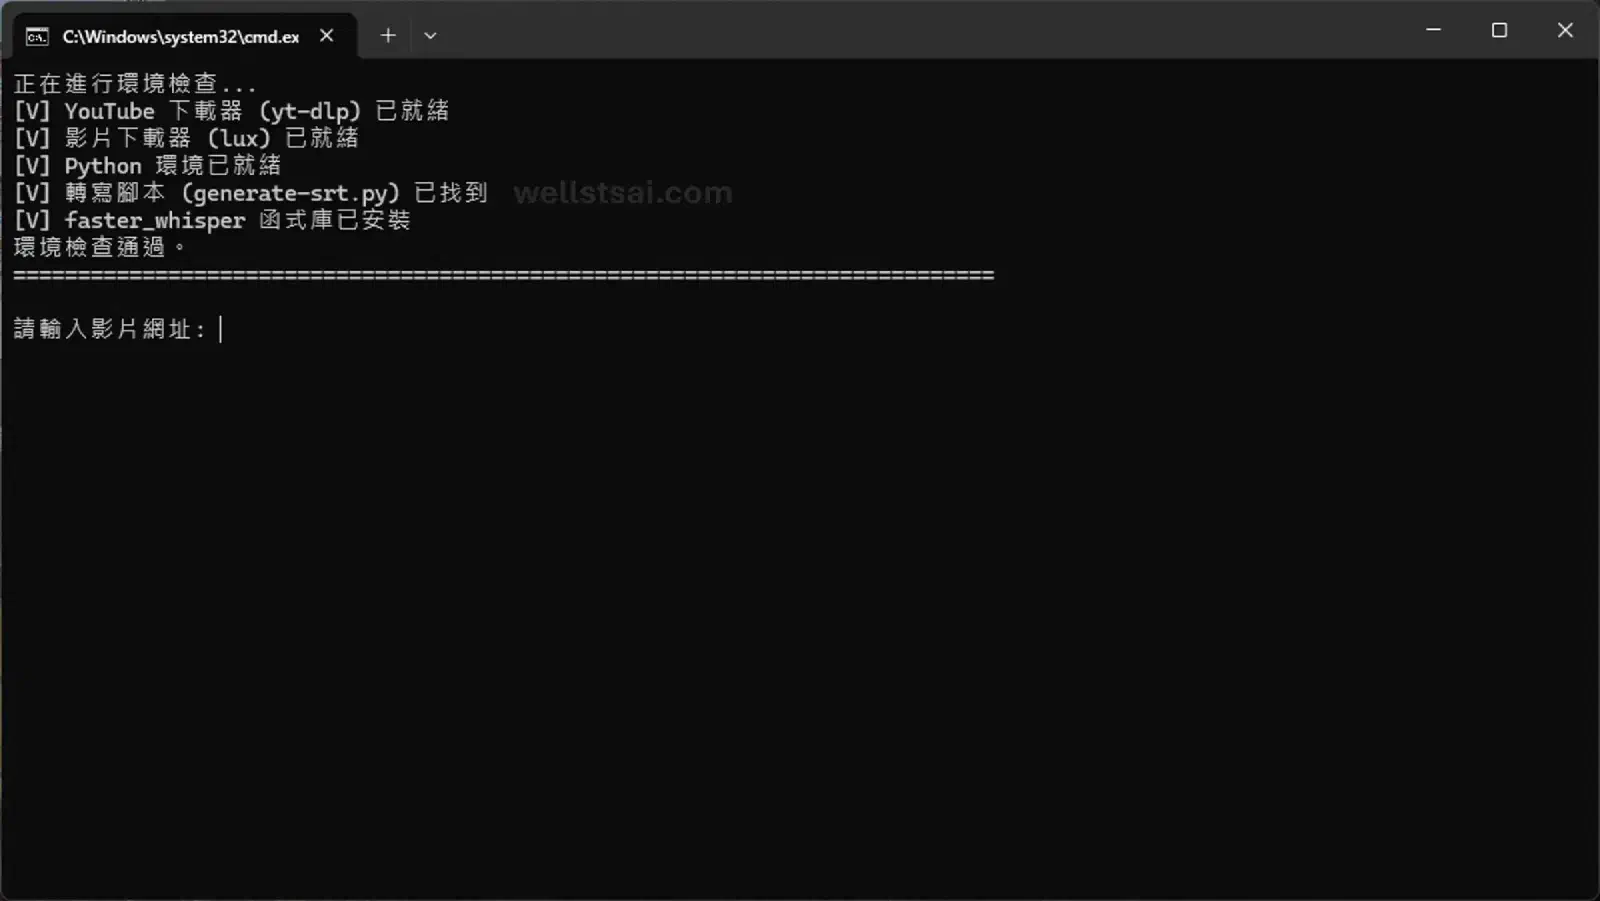 C:\Windows\system32\cmd.ex
正在進行環境檢查...
[V] YouTube 下載器 (yt-dlp) 已就緒
[V] 影片下載器 (lux) 已就緒
[V] Python 環境已就緒
[V] 轉寫腳本 (generate-srt.py) 已找到
wellstsai.com
[V] faster_whisper 函式庫已安裝
環境檢查通過。
============================================================================
請輸入影片網址: